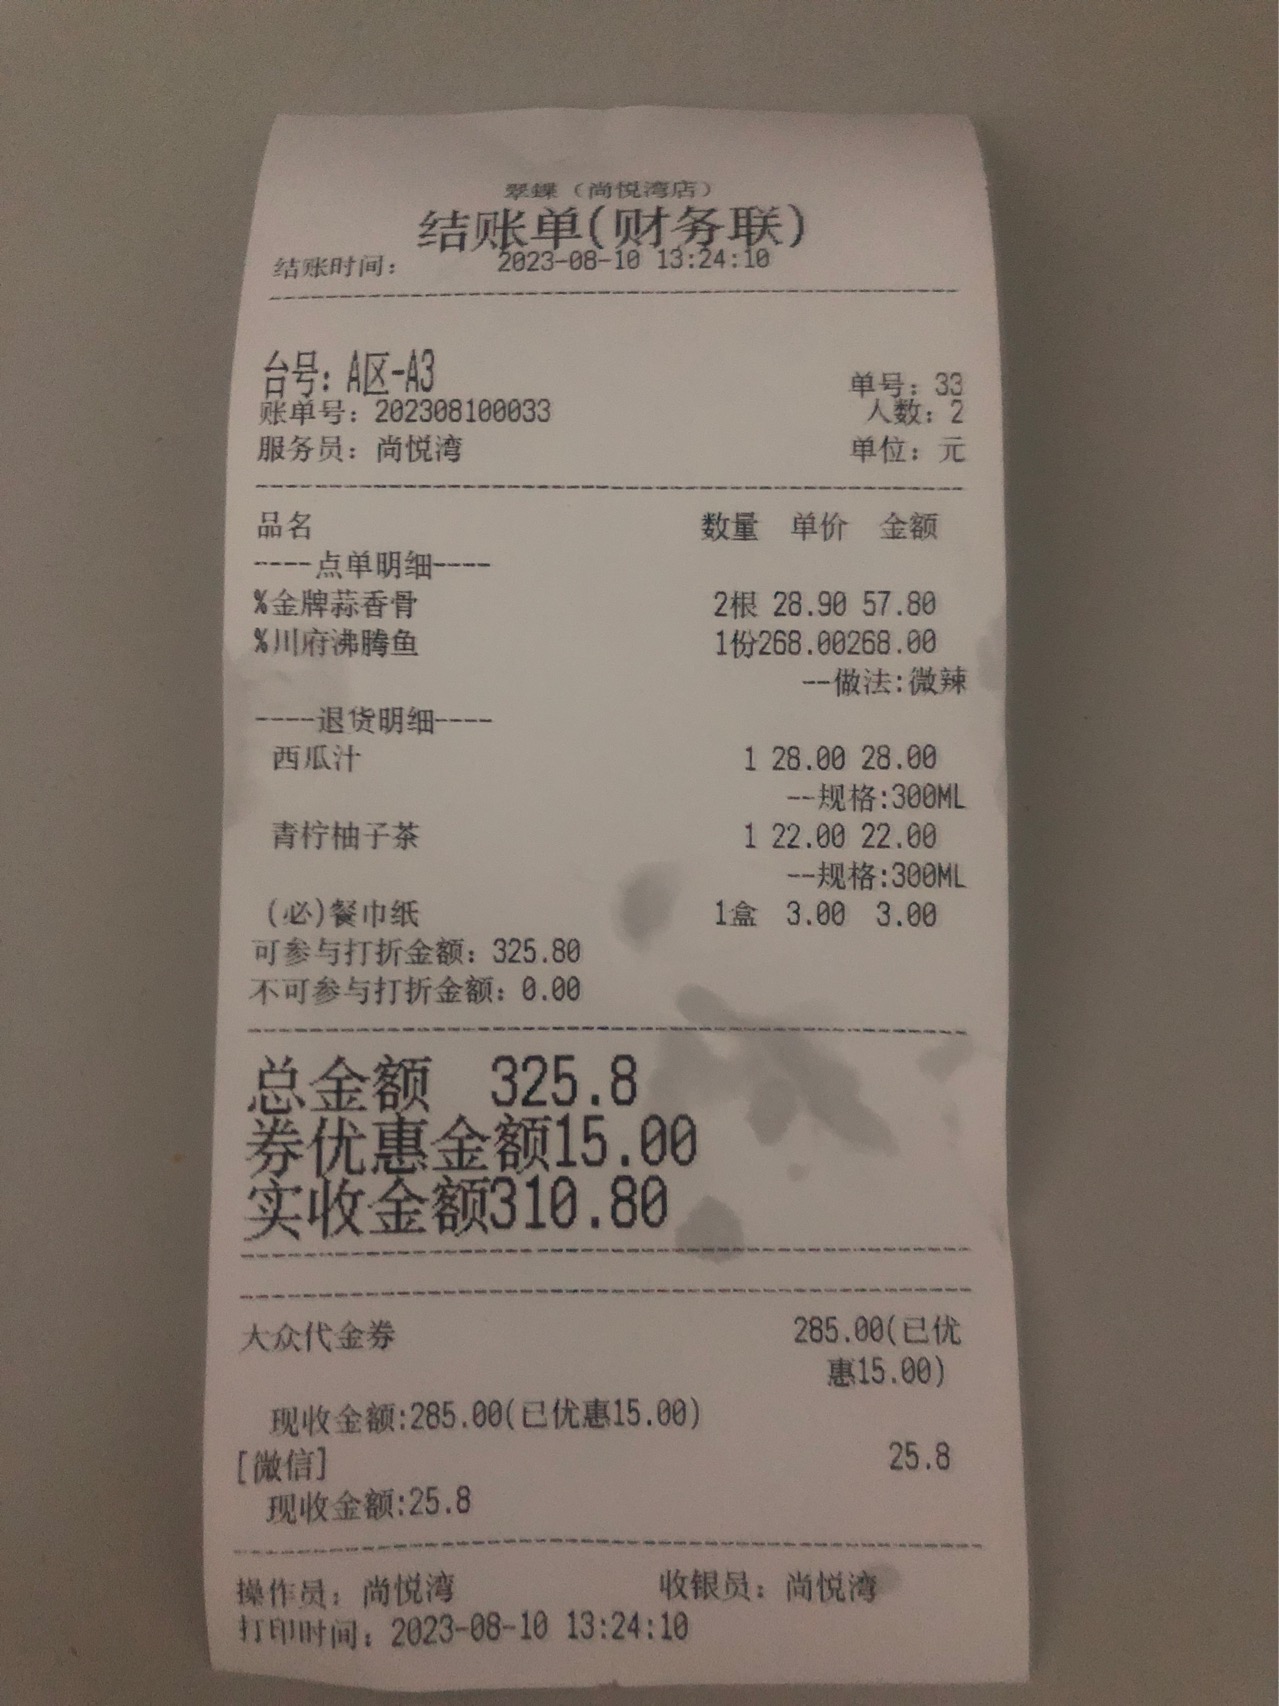 翠鏁（尚悦湾店）
结账单(财务联)
结账时间： 2023-08-10 13:24:10
台号: A区-A3
单号: 33
账单号: 202308100033 人数: 2
服务员: 尚悦湾 单位: 元
品名 数量 单价 金额
----点单明细----
%金牌蒜香骨 2根 28.90 57.80
%川府沸腾鱼 1份268.00268.00
--做法:微辣
----退货明细----
西瓜汁 1 28.00 28.00
--规格:300ML
青柠柚子茶 1 22.00 22.00
--规格:300ML
(必)餐巾纸 1盒 3.00 3.00
可参与打折金额: 325.80
不可参与打折金额: 0.00
总金额 325.8
券优惠金额15.00
实收金额310.80
大众代金券 285.00(已优
惠15.00)
现收金额:285.00(已优惠15.00)
[微信] 25.8
现收金额:25.8
操作员: 尚悦湾 收银员: 尚悦湾
打印时间: 2023-08-10 13:24:10